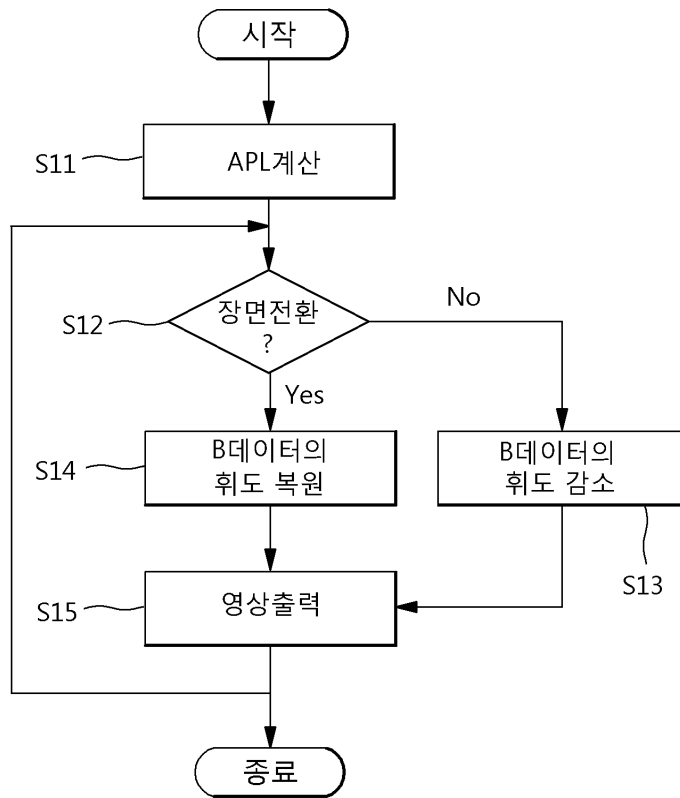 시작
S11
APL계산
S12
장면전환
?
No
Yes
S14
B데이터의
휘도 복원
B데이터의
휘도 감소
S13
S15
영상출력
종료